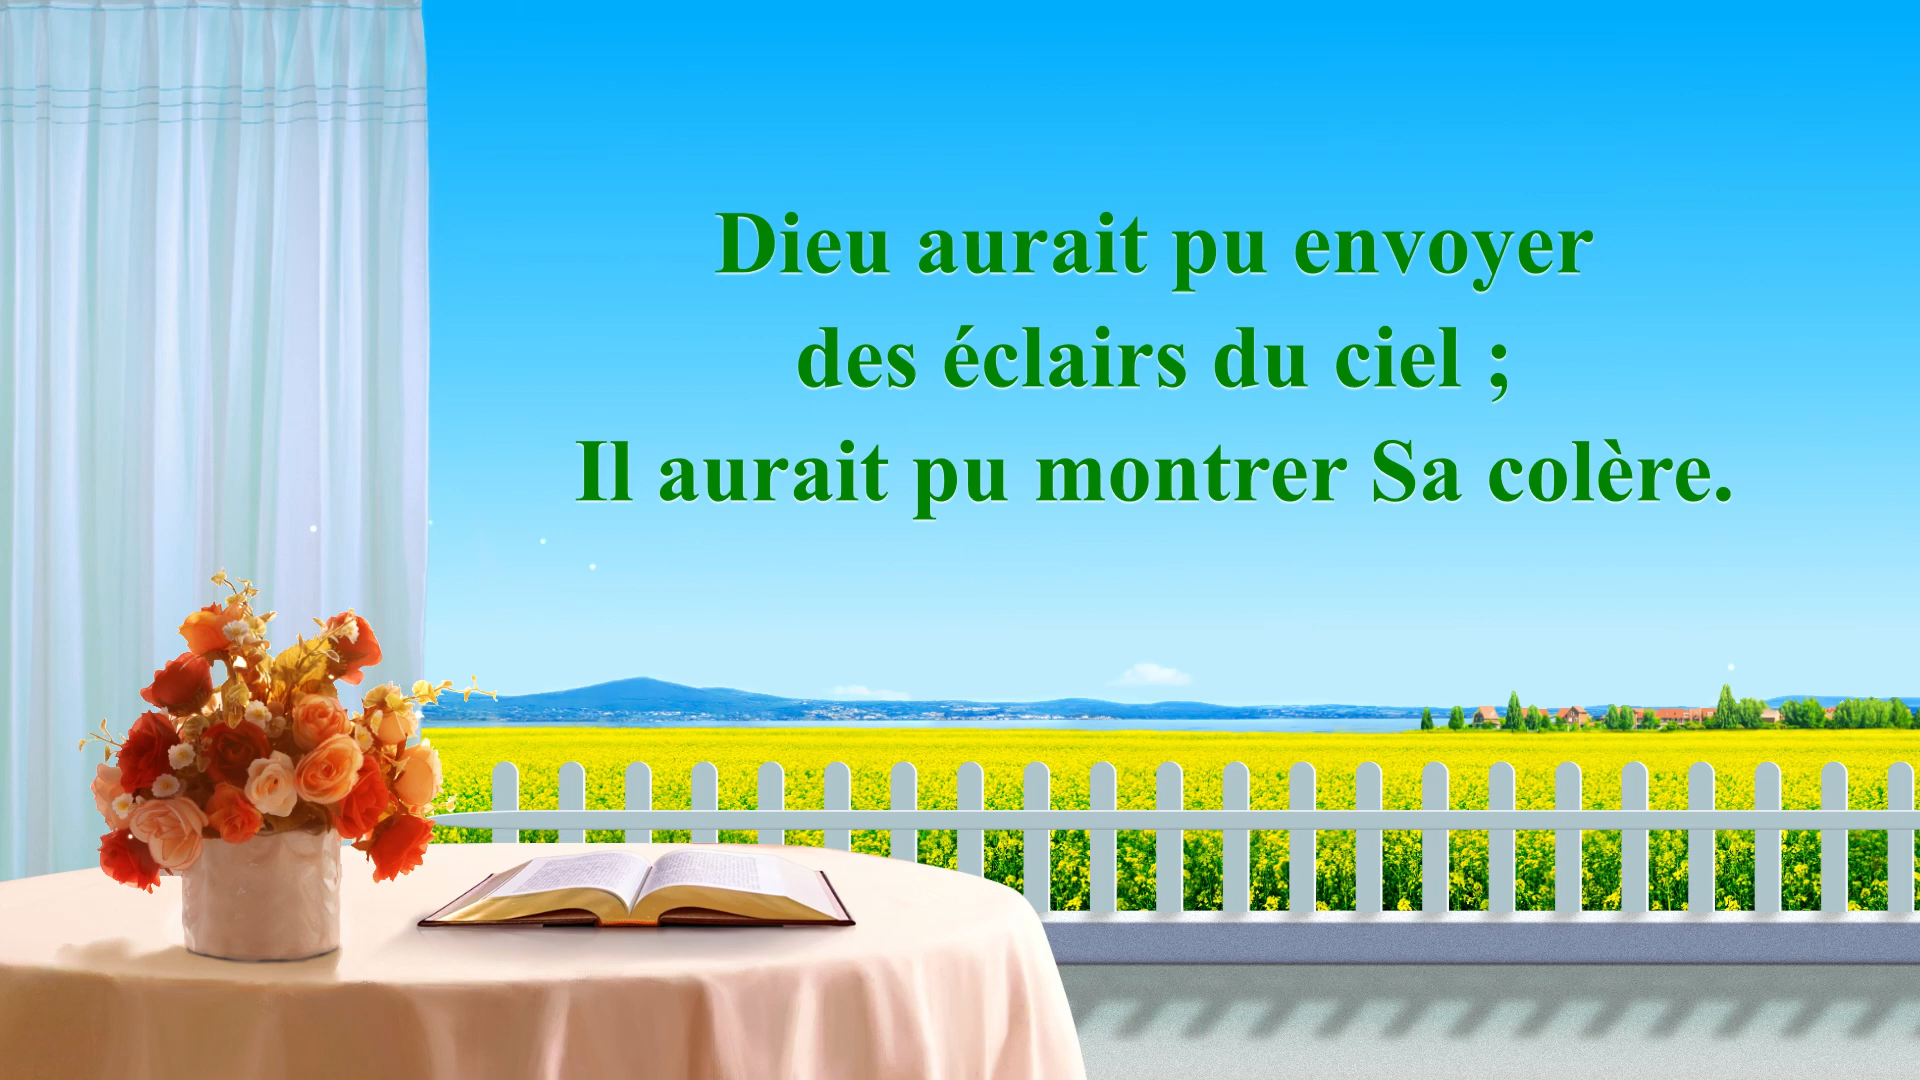 Dieu aurait pu envoyer
des éclairs du ciel ;
Il aurait pu montrer Sa colère.